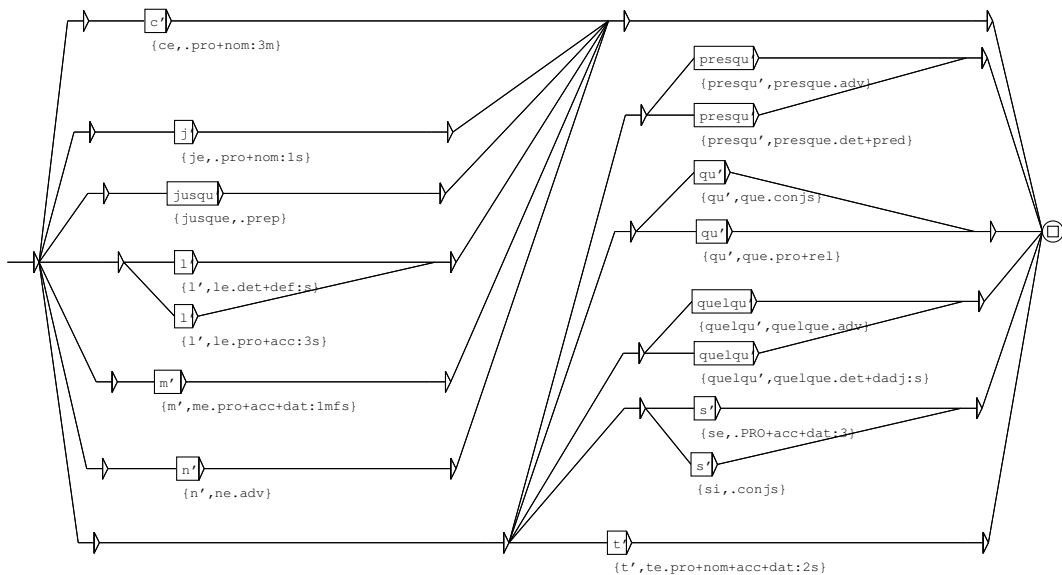 c’
{ce,.pro+nom:3m}
j’
{je,.pro+nom:1s}
jusqu’
{jusque,.prep}
l’
{l’,le.det+def:s}
l’
{l’,le.pro+acc:3s}
m’
{m’,me.pro+acc+dat:1mfs}
n’
{n’,ne.adv}
presqu’
{presqu’,presque.adv}
presqu’
{presqu’,presque.det+pred}
qu’
{qu’,que.conjs}
qu’
{qu’,que.pro+rel}
quelqu’
{quelqu’,quelque.adv}
quelqu’
{quelqu’,quelque.det+dadj:s}
s’
{se,.PRO+acc+dat:3}
s’
{si,.conjs}
t’
{t’,te.pro+nom+acc+dat:2s}